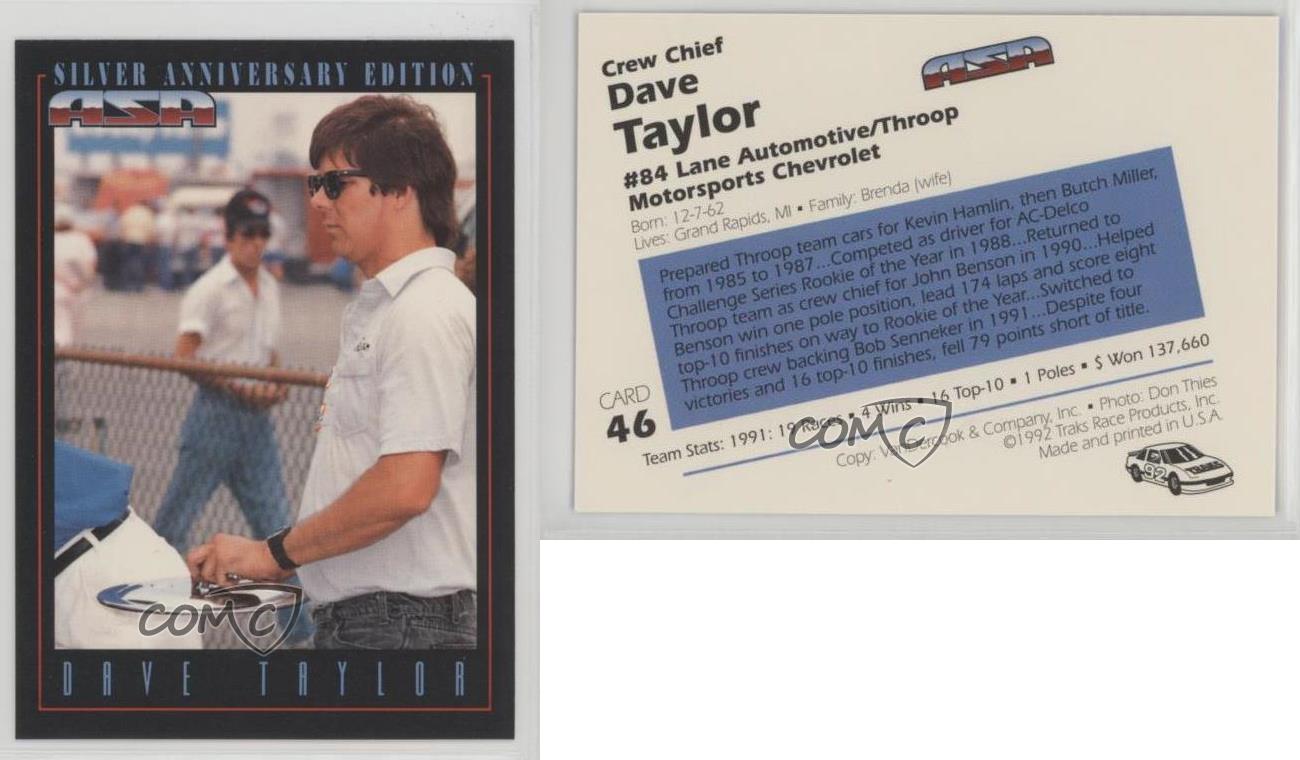 SILVER ANNIVERSARY EDITION
ASA
DAVE TAYLOR
COMC
Crew Chief
Dave
Taylor
ASA
#84 Lane Automotive/Throop
Motorsports Chevrolet
Born: 12-7-62
Lives: Grand Rapids, MI ▪ Family: Brenda (wife)
Prepared Throop team cars for Kevin Hamlin, then Butch Miller,
from 1985 to 1987...Competed as driver for AC-Delco
Challenge Series Rookie of the Year in 1988...Returned to
Throop team as crew chief for John Benson in 1990...Helped
Benson win one pole position, lead 174 laps and score eight
top-10 finishes on way to Rookie of the Year...Switched to
Throop crew backing Bob Senneker in 1991...Despite four
victories and 16 top-10 finishes, fell 79 points short of title.
CARD
46
Team Stats: 1991: 19 Races ▪ 4 Wins ▪ 16 Top-10 ▪ 1 Poles ▪ $ Won 137,660
Copy: VanDercook & Company, Inc. ▪ Photo: Don Thies
©1992 Traks Race Products, Inc.
Made and printed in U.S.A.
92 TRAKS
COMC